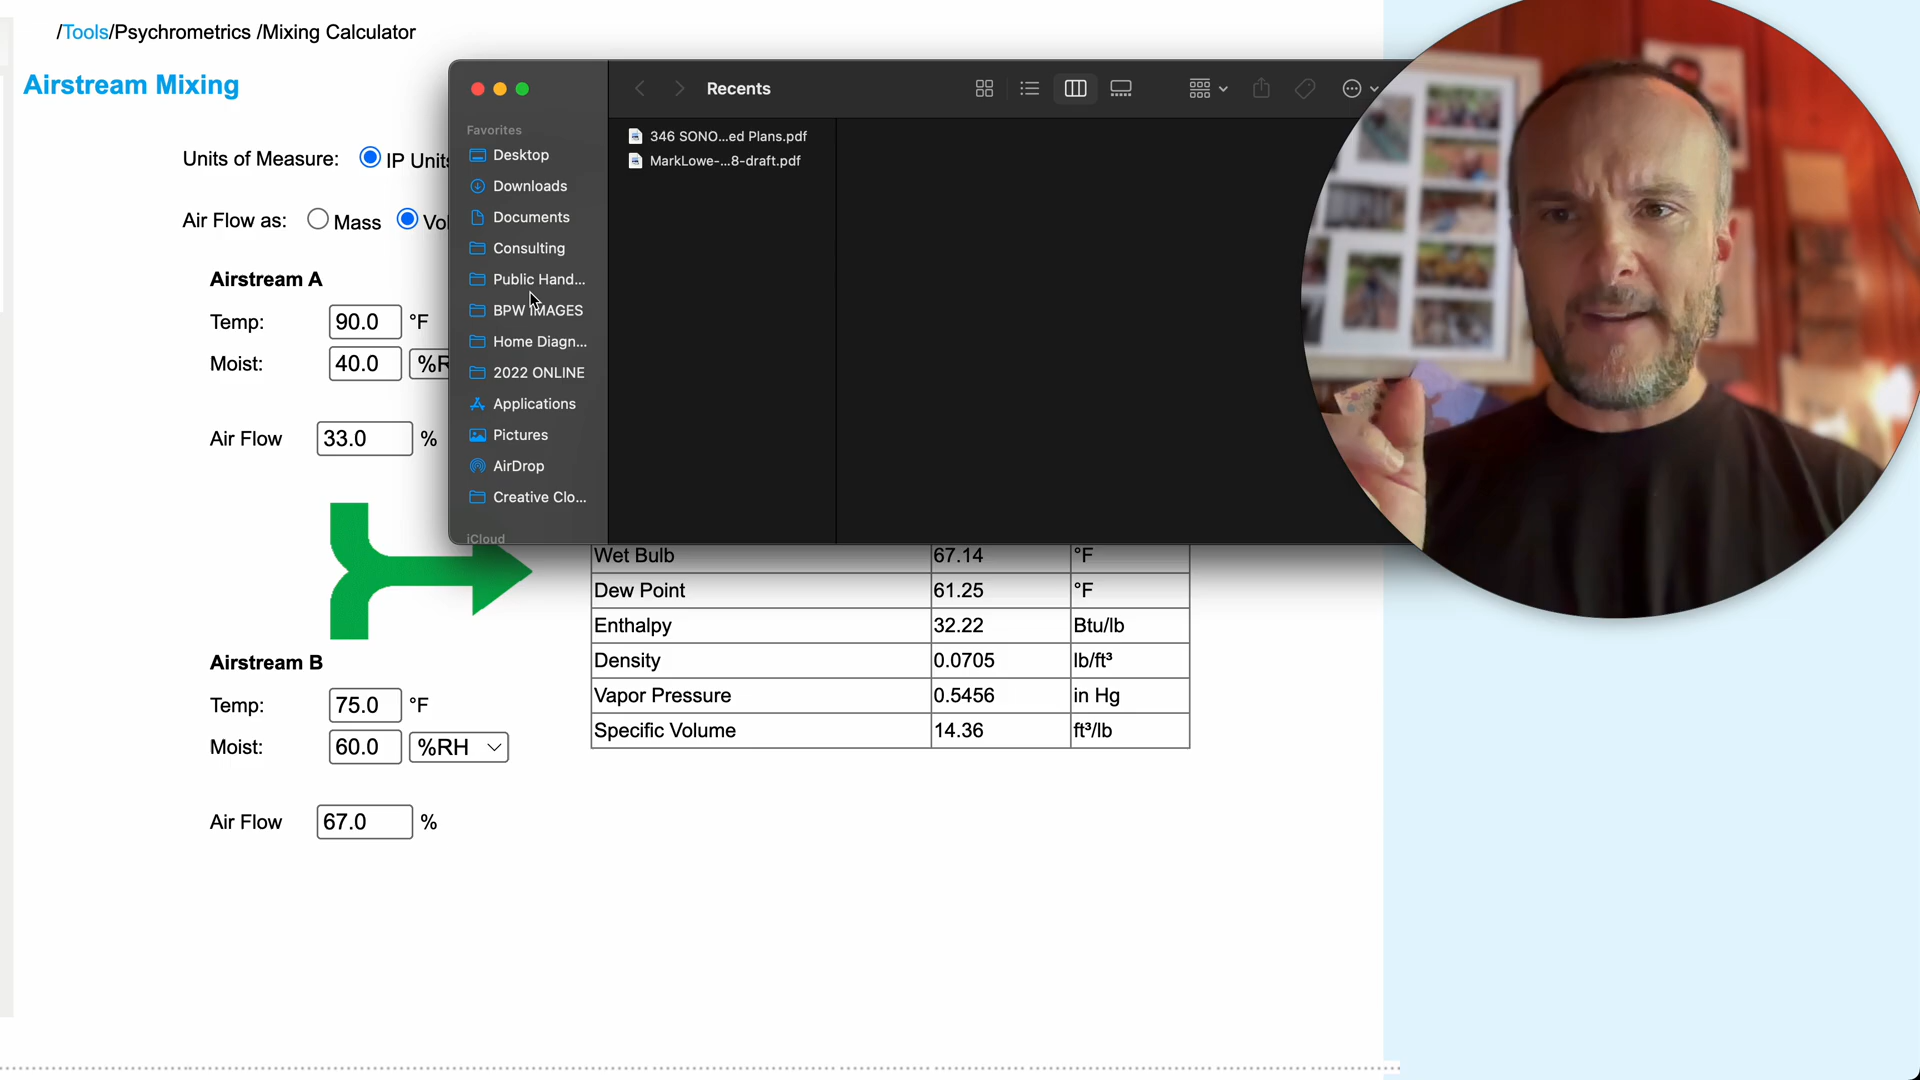 /Tools/Psychrometrics /Mixing Calculator
Airstream Mixing
Units of Measure: IP Units
Air Flow as: Mass Vol
Airstream A
Temp: 90.0 °F
Moist: 40.0 %R
Air Flow 33.0 %
Airstream B
Temp: 75.0 °F
Moist: 60.0 %RH
Air Flow 67.0 %
Recents
Favorites
Desktop
Downloads
Documents
Consulting
Public Hand...
BPW IMAGES
Home Diagn...
2022 ONLINE
Applications
Pictures
AirDrop
Creative Clo...
iCloud
346 SONO...ed Plans.pdf
MarkLowe-...8-draft.pdf
Wet Bulb 67.14 °F
Dew Point 61.25 °F
Enthalpy 32.22 Btu/lb
Density 0.0705 lb/ft³
Vapor Pressure 0.5456 in Hg
Specific Volume 14.36 ft³/lb